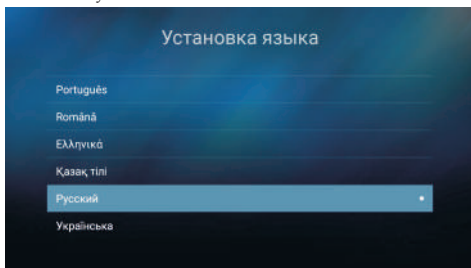 Установка языка
Português
Română
Ελληνικά
Қазақ тілі
Русский
Українська